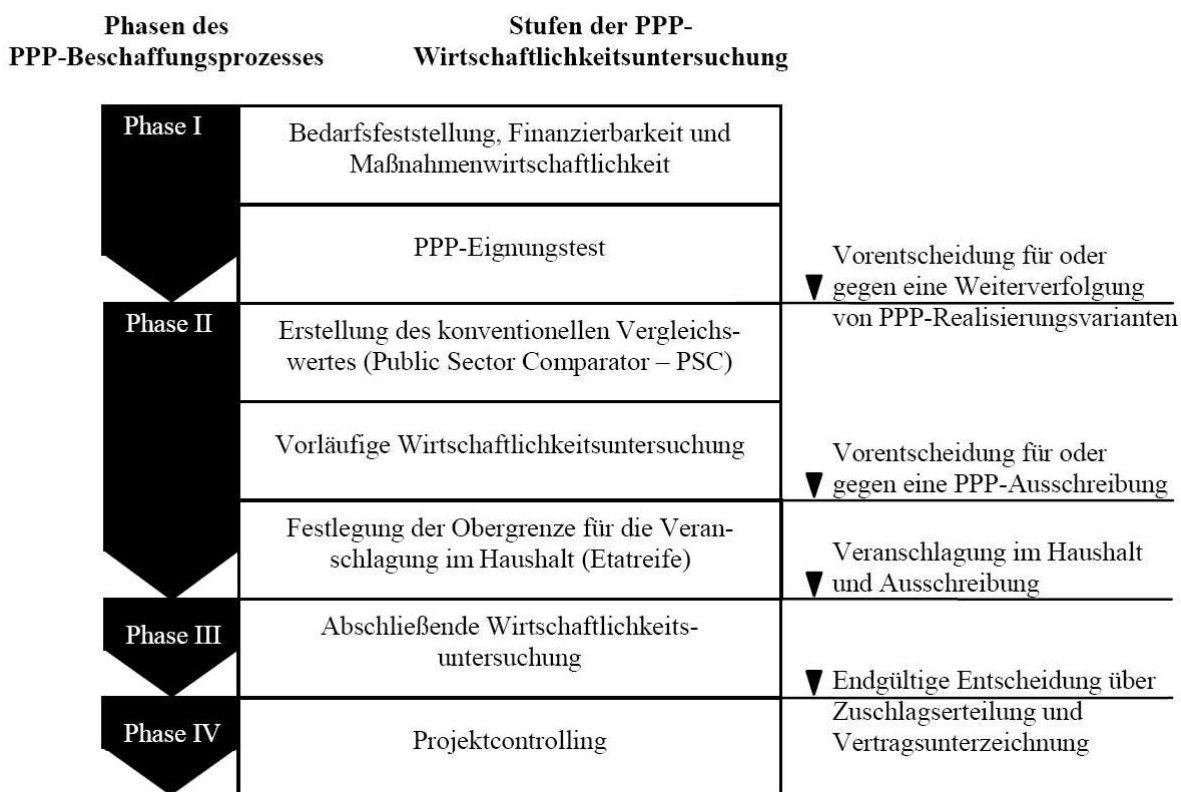 Phasen des
PPP-Beschaffungsprozesses
Stufen der PPP-
Wirtschaftlichkeitsuntersuchung
Phase I
Bedarfsfeststellung, Finanzierbarkeit und
Maßnahmenwirtschaftlichkeit
PPP-Eignungstest
Vorentscheidung für oder
gegen eine Weiterverfolgung
von PPP-Realisierungsvarianten
Phase II
Erstellung des konventionellen Vergleichs-
wertes (Public Sector Comparator – PSC)
Vorläufige Wirtschaftlichkeitsuntersuchung
Vorentscheidung für oder
gegen eine PPP-Ausschreibung
Festlegung der Obergrenze für die Veran-
schlagung im Haushalt (Etatreife)
Veranschlagung im Haushalt
und Ausschreibung
Phase III
Abschließende Wirtschaftlichkeits-
untersuchung
Endgültige Entscheidung über
Zuschlagserteilung und
Vertragsunterzeichnung
Phase IV
Projektcontrolling